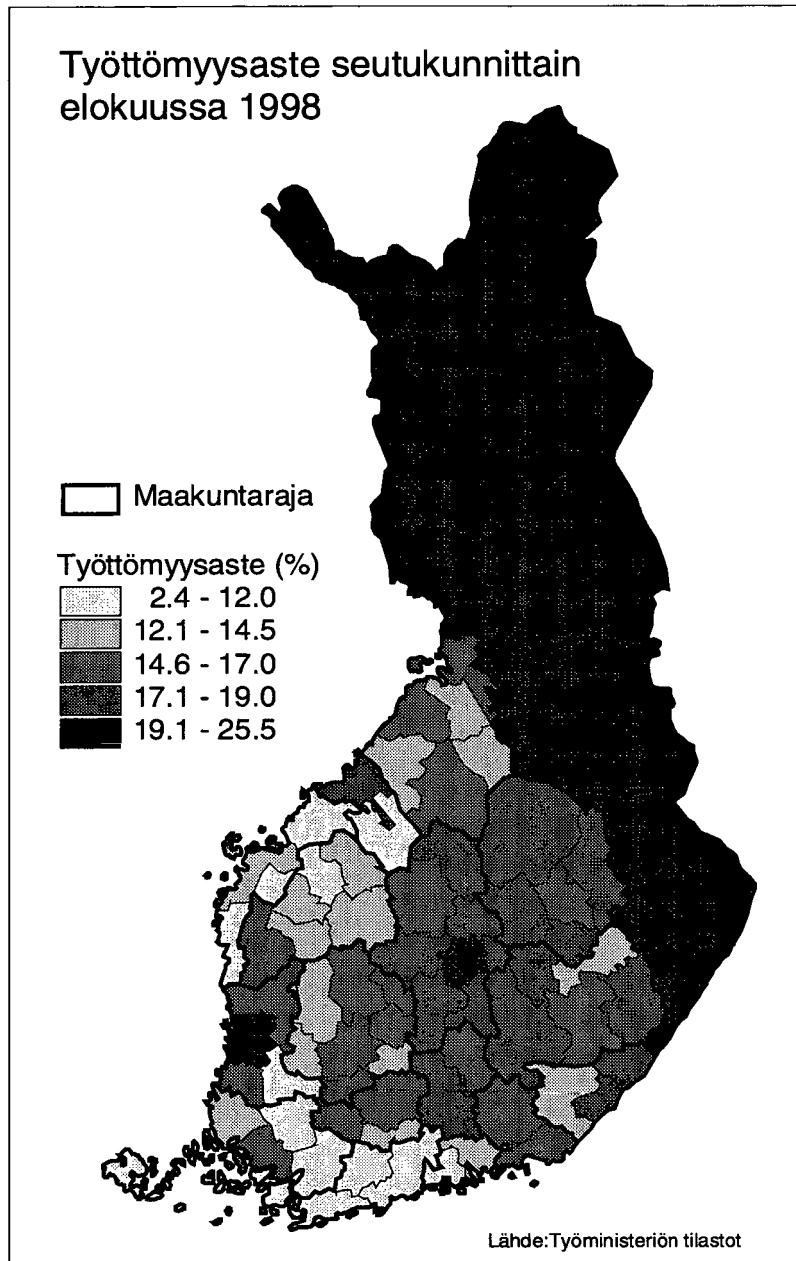 Työttömyysaste seutukunnittain
elokuussa 1998
Maakuntaraja
Työttömyysaste (%)
2.4 - 12.0
12.1 - 14.5
14.6 - 17.0
17.1 - 19.0
19.1 - 25.5
Lähde:Työministeriön tilastot